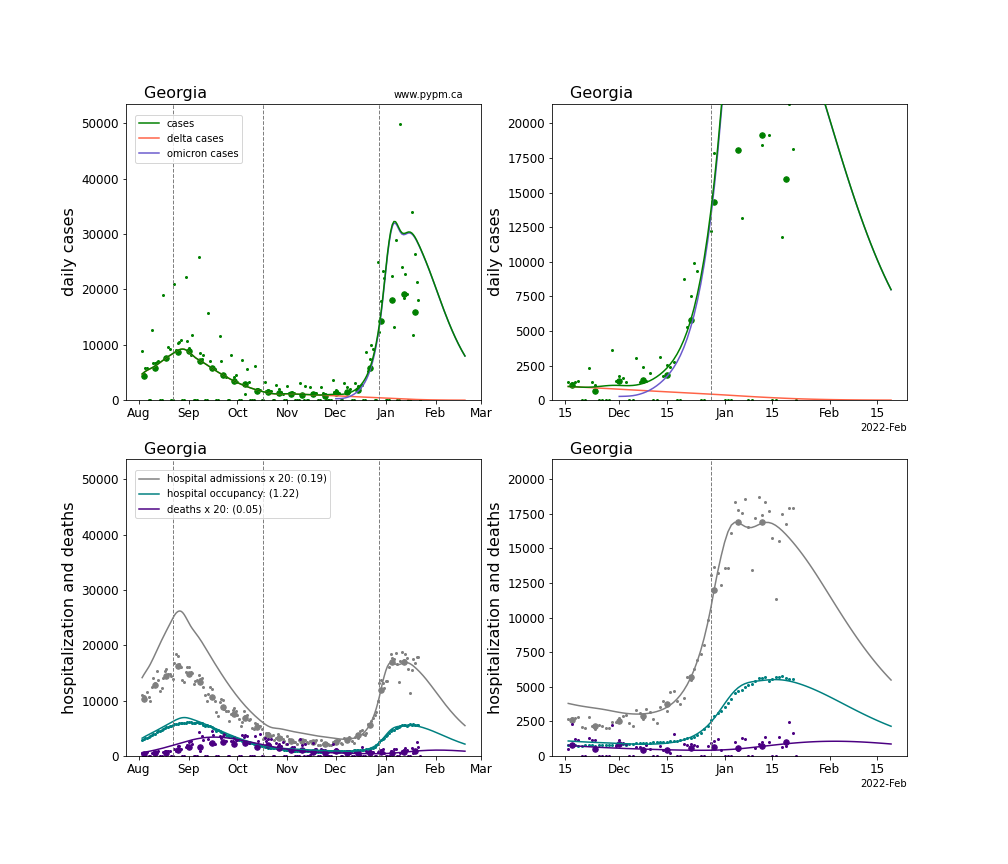 Georgia
www.pypm.ca
daily cases
50000
40000
30000
20000
10000
0
cases
delta cases
omicron cases
Aug Sep Oct Nov Dec Jan Feb Mar
Georgia
daily cases
20000
17500
15000
12500
10000
7500
5000
2500
0
15 Dec 15 Jan 15 Feb 15
2022-Feb
Georgia
hospitalization and deaths
50000
40000
30000
20000
10000
0
hospital admissions x 20: (0.19)
hospital occupancy: (1.22)
deaths x 20: (0.05)
Aug Sep Oct Nov Dec Jan Feb Mar
Georgia
hospitalization and deaths
20000
17500
15000
12500
10000
7500
5000
2500
0
15 Dec 15 Jan 15 Feb 15
2022-Feb